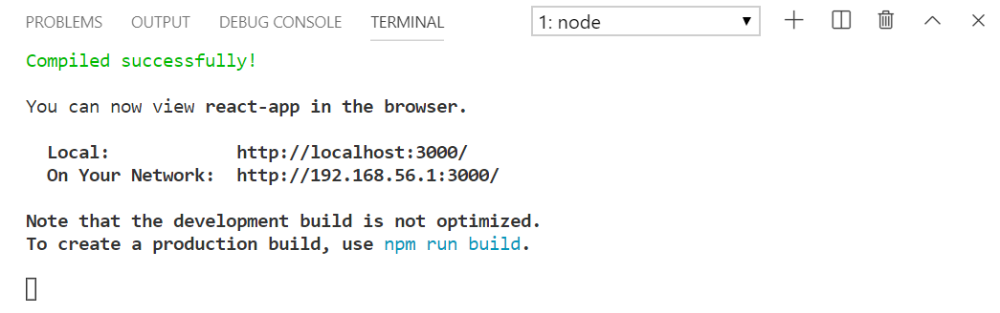 PROBLEMS OUTPUT DEBUG CONSOLE TERMINAL 1: node
Compiled successfully!
You can now view react-app in the browser.
Local: http://localhost:3000/
On Your Network: http://192.168.56.1:3000/
Note that the development build is not optimized.
To create a production build, use npm run build.